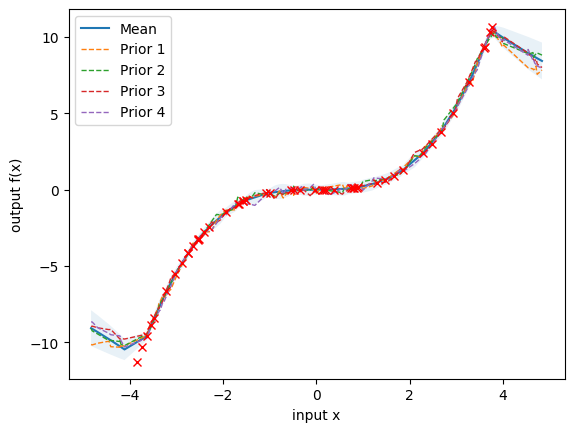 Mean
Prior 1
Prior 2
Prior 3
Prior 4
output f(x)
10
5
0
−5
−10
−4
−2
0
2
4
input x